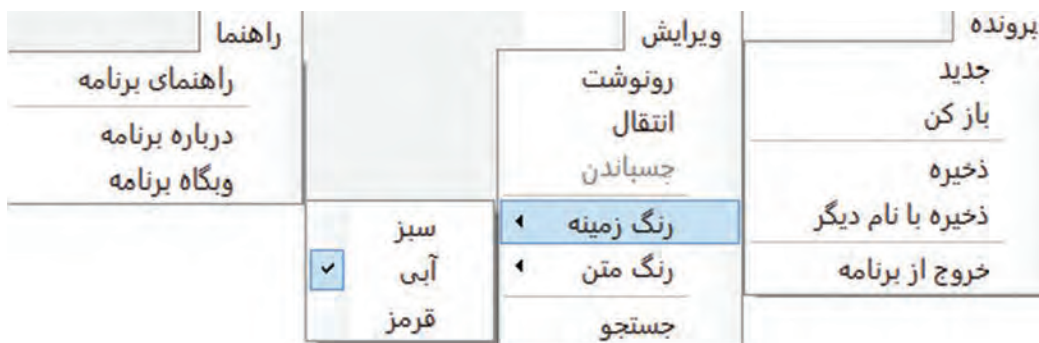 پرونده
جدید
باز کن
ذخیره
ذخیره با نام دیگر
خروج از برنامه
ویرایش
رونوشت
انتقال
چسباندن
رنگ زمینه
رنگ متن
جستجو
سبز
آبی
قرمز
راهنما
راهنمای برنامه
درباره برنامه
وبگاه برنامه